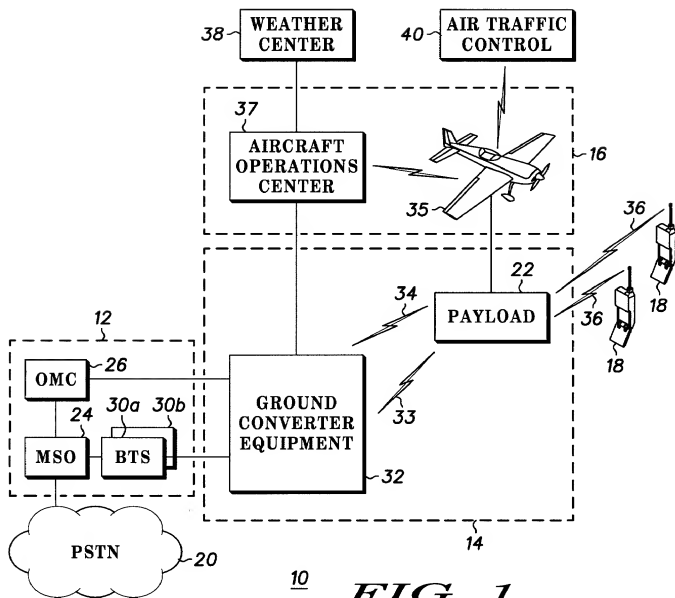 38
WEATHER
CENTER
40
AIR TRAFFIC
CONTROL
37
AIRCRAFT
OPERATIONS
CENTER
16
35
36
18
22
34
PAYLOAD
36
18
12
OMC
26
GROUND
CONVERTER
EQUIPMENT
33
24
30a
30b
MSO
BTS
32
14
PSTN
20
10
FIG. 1